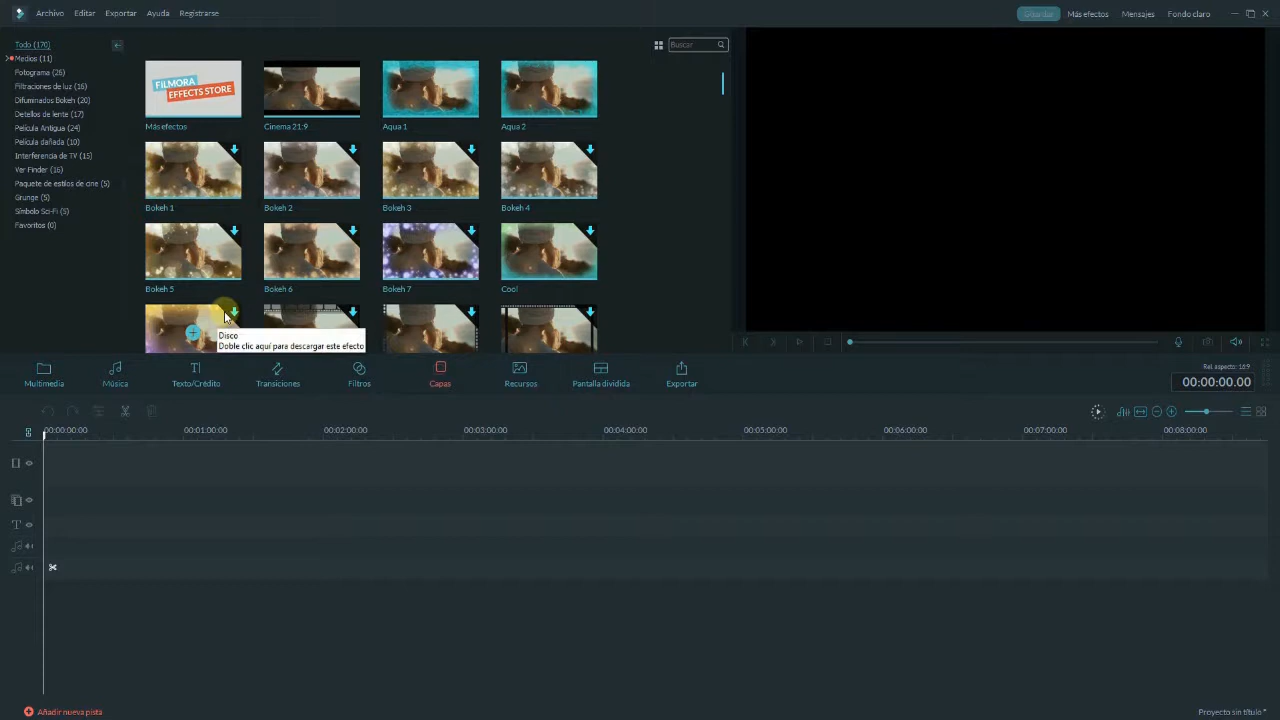 Archivo Editar Exportar Ayuda Registrarse
Guardar Más efectos Mensajes Fondo claro
Todo (170)
Medios (11)
Fotograma (26)
Filtraciones de luz (16)
Difuminados Bokeh (20)
Detellos de lente (17)
Película Antigua (24)
Película dañada (10)
Interferencia de TV (15)
Ver Finder (16)
Paquete de estilos de cine (5)
Grunge (5)
Símbolo Sci-Fi (5)
Favoritos (0)
Buscar
FILMORA
EFFECTS STORE
Más efectos Cinema 21:9 Aqua 1 Aqua 2
Bokeh 1 Bokeh 2 Bokeh 3 Bokeh 4
Bokeh 5 Bokeh 6 Bokeh 7 Cool
Disco
Doble clic aquí para descargar este efecto
Multimedia Música Texto/Crédito Transiciones Filtros Capas Recursos Pantalla dividida Exportar
Rel. aspecto: 16:9
00:00:00.00
00:00:00:00 00:01:00:00 00:02:00:00 00:03:00:00 00:04:00:00 00:05:00:00 00:06:00:00 00:07:00:00 00:08:00:00
Añadir nueva pista
Proyecto sin título*